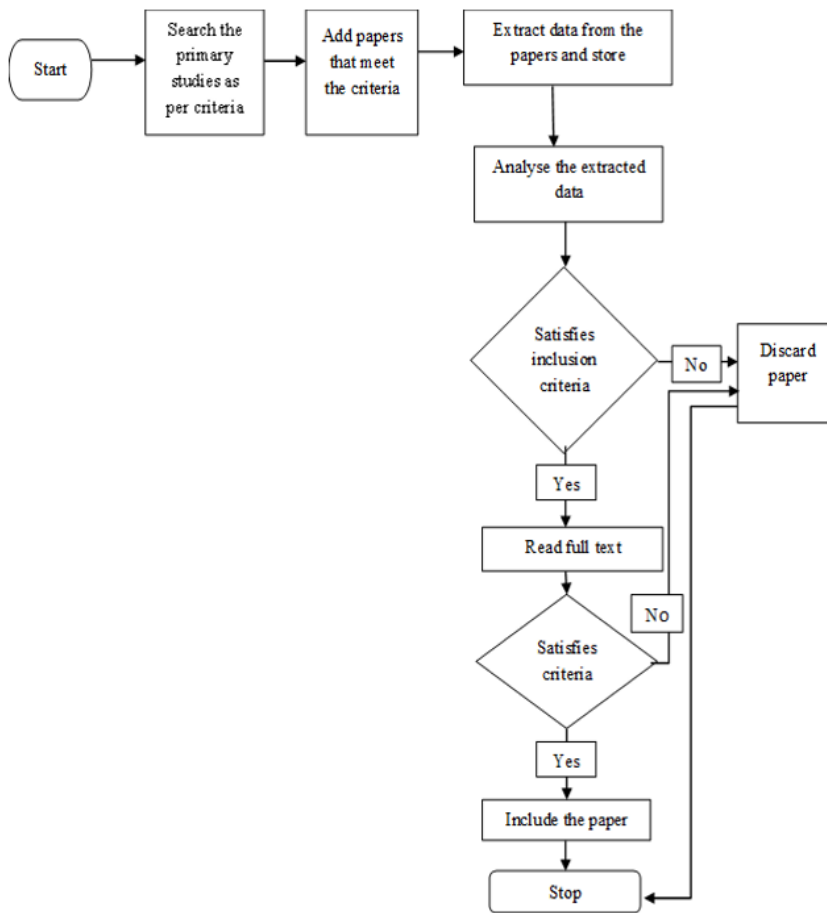 Start
Search the
primary
studies as
per criteria
Add papers
that meet
the criteria
Extract data from the
papers and store
Analyse the extracted
data
Satisfies
inclusion
criteria
No
Discard
paper
Yes
Read full text
Satisfies
criteria
No
Yes
Include the paper
Stop